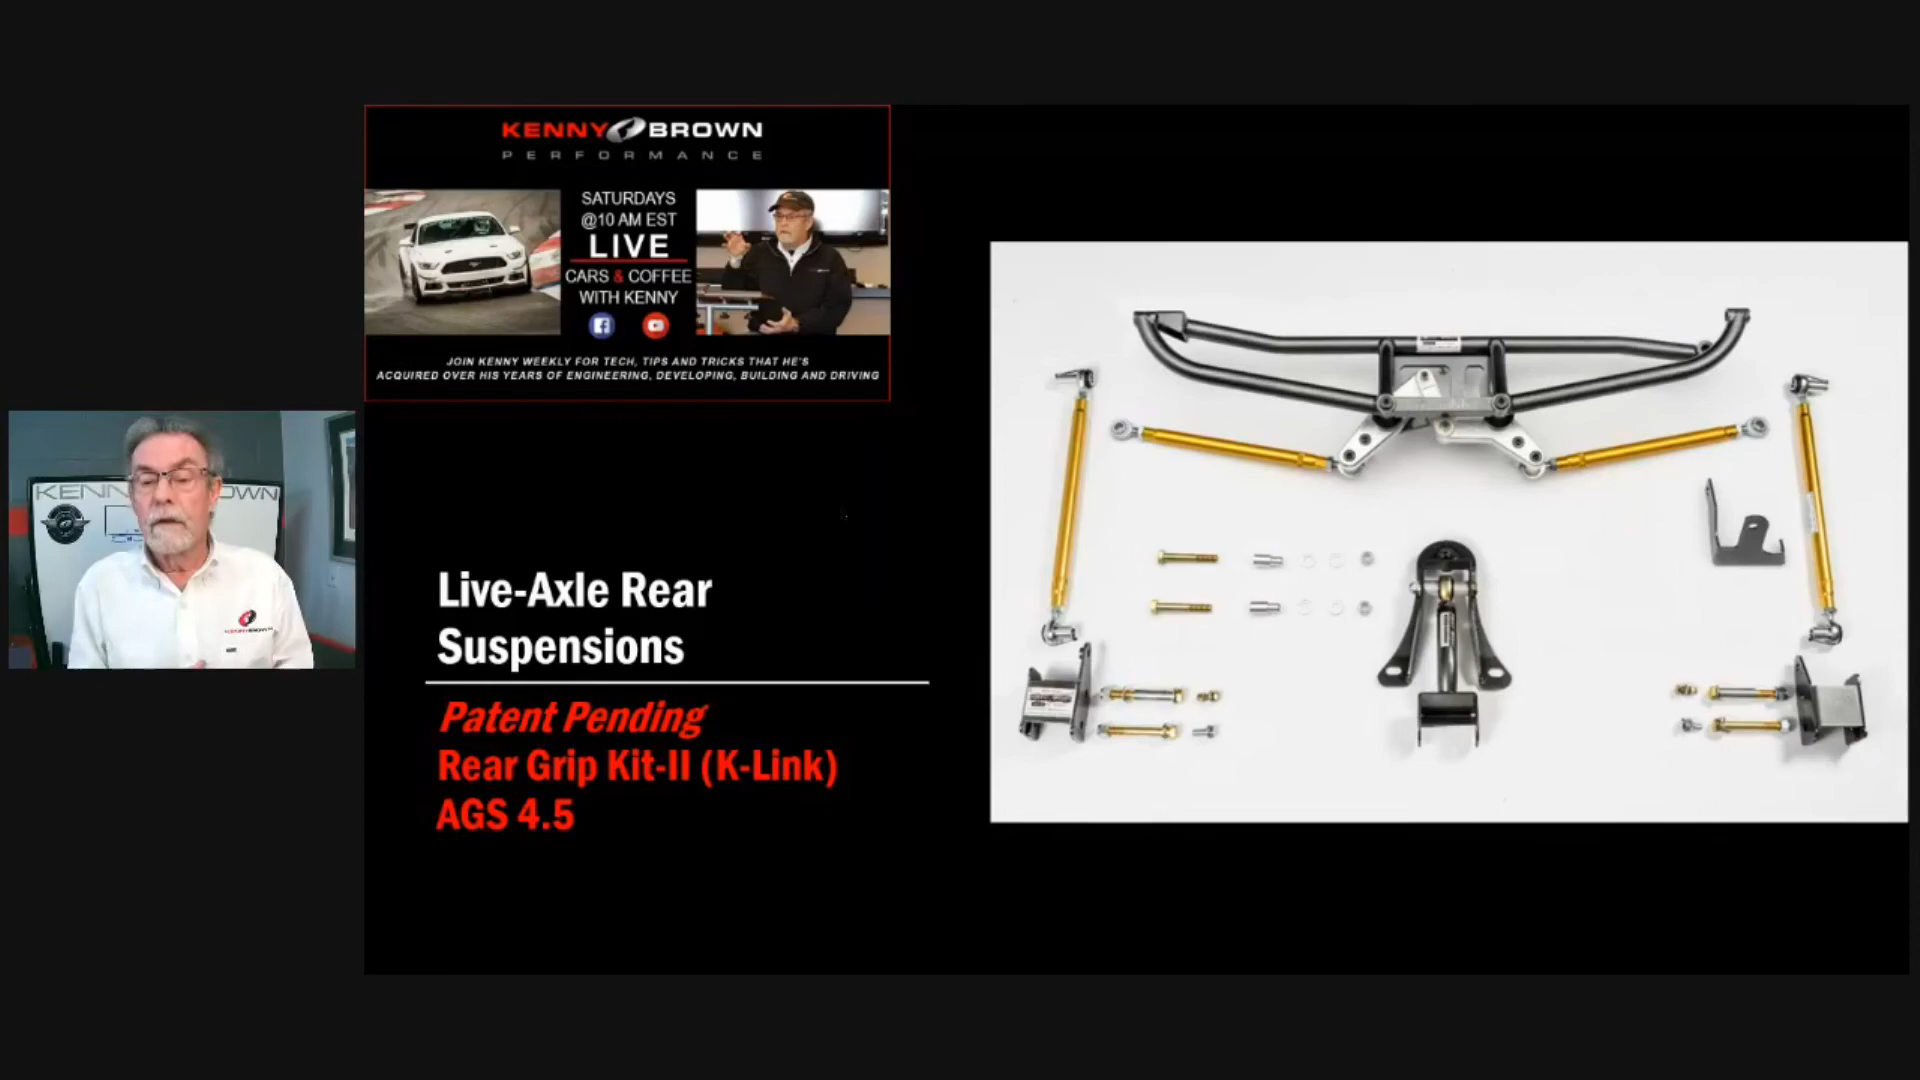 KENNY BROWN
PERFORMANCE
SATURDAYS
@10 AM EST
LIVE
CARS & COFFEE
WITH KENNY
JOIN KENNY WEEKLY FOR TECH, TIPS AND TRICKS THAT HE'S
ACQUIRED OVER HIS YEARS OF ENGINEERING, DEVELOPING, BUILDING AND DRIVING
KENN OWN
Live-Axle Rear
Suspensions
Patent Pending
Rear Grip Kit-II (K-Link)
AGS 4.5